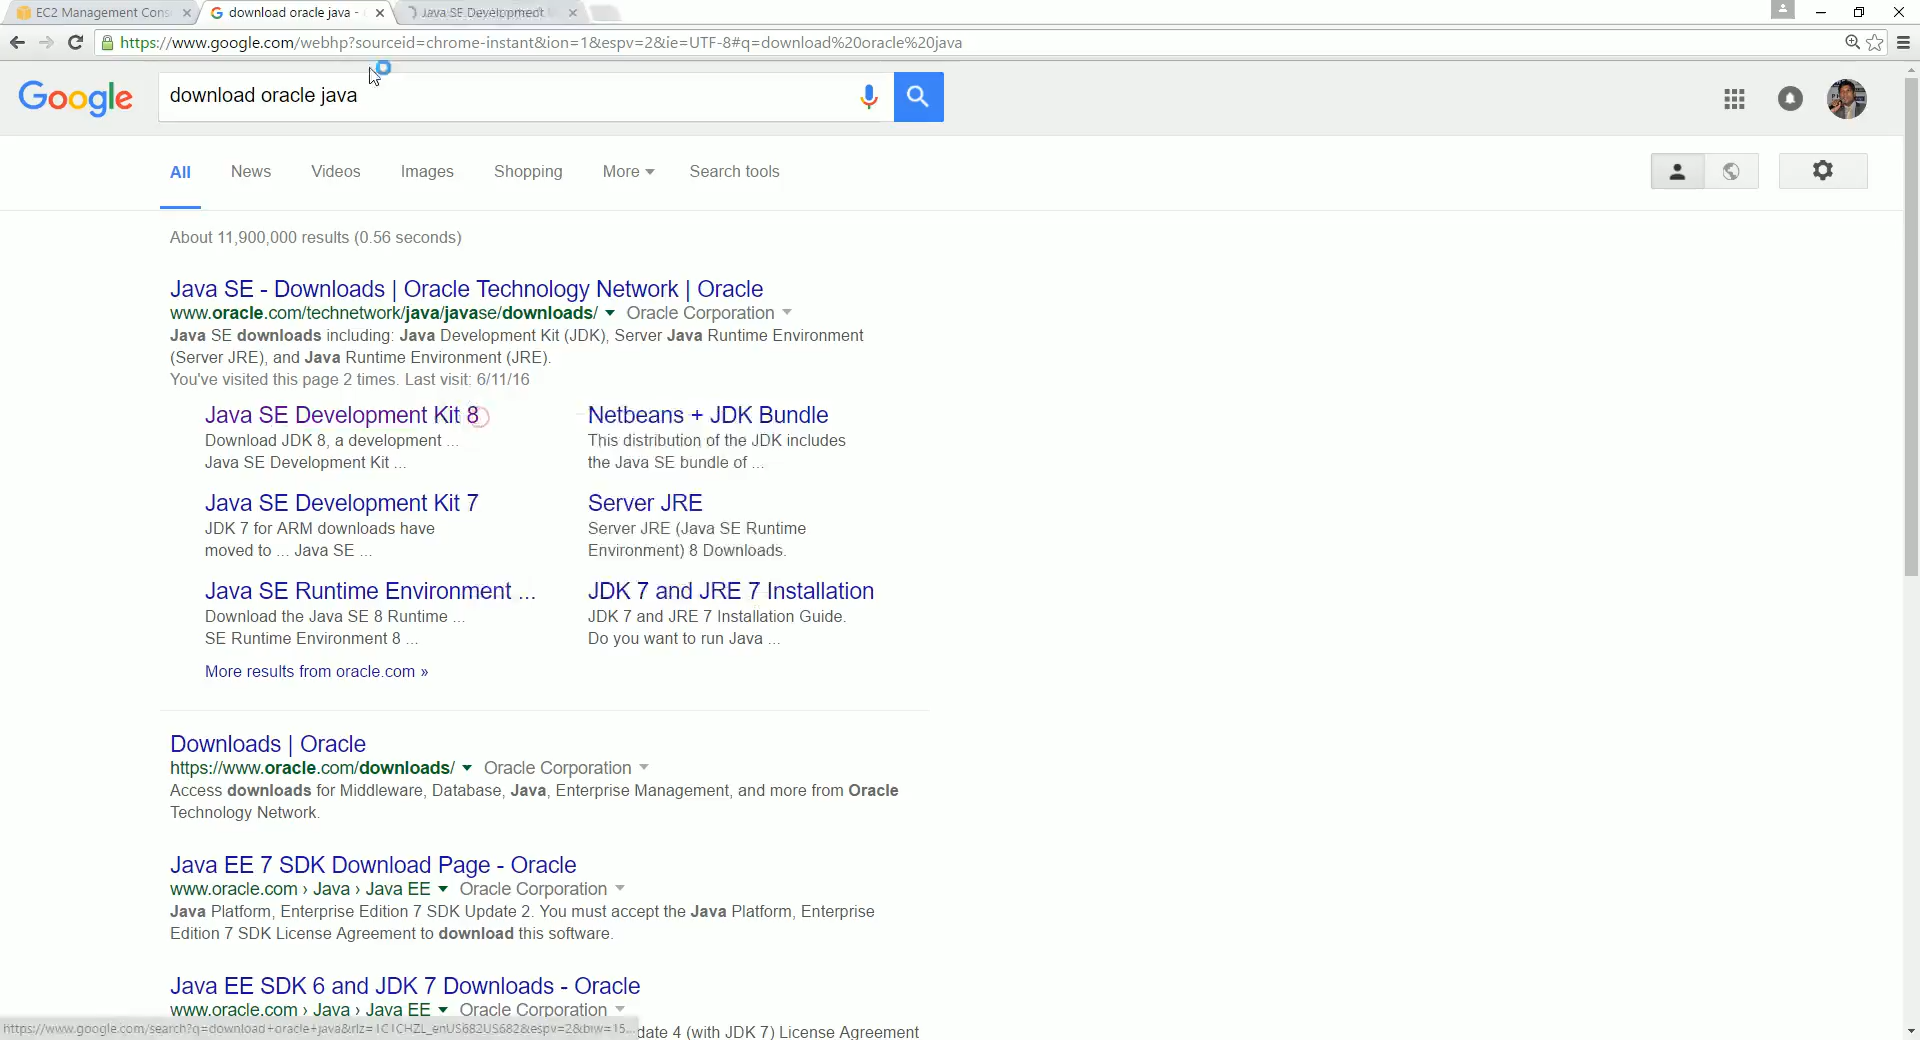 EC2 Management Cons
download oracle java -
Java SE Development
https://www.google.com/webhp?sourceid=chrome-instant&ion=1&espv=2&ie=UTF-8#q=download%20oracle%20java
Google
download oracle java
All News Videos Images Shopping More Search tools
About 11,900,000 results (0.56 seconds)
Java SE - Downloads | Oracle Technology Network | Oracle
www.oracle.com/technetwork/java/javase/downloads/ Oracle Corporation
Java SE downloads including: Java Development Kit (JDK), Server Java Runtime Environment
(Server JRE), and Java Runtime Environment (JRE).
You've visited this page 2 times. Last visit: 6/11/16
Java SE Development Kit 8
Download JDK 8, a development ...
Java SE Development Kit ...
Netbeans + JDK Bundle
This distribution of the JDK includes
the Java SE bundle of ...
Java SE Development Kit 7
JDK 7 for ARM downloads have
moved to ... Java SE ...
Server JRE
Server JRE (Java SE Runtime
Environment) 8 Downloads.
Java SE Runtime Environment ...
Download the Java SE 8 Runtime ...
SE Runtime Environment 8 ...
JDK 7 and JRE 7 Installation
JDK 7 and JRE 7 Installation Guide.
Do you want to run Java ...
More results from oracle.com »
Downloads | Oracle
https://www.oracle.com/downloads/ Oracle Corporation
Access downloads for Middleware, Database, Java, Enterprise Management, and more from Oracle
Technology Network.
Java EE 7 SDK Download Page - Oracle
www.oracle.com › Java › Java EE Oracle Corporation
Java Platform, Enterprise Edition 7 SDK Update 2. You must accept the Java Platform, Enterprise
Edition 7 SDK License Agreement to download this software.
Java EE SDK 6 and JDK 7 Downloads - Oracle
www.oracle.com › Java › Java EE Oracle Corporation
https://www.google.com/search?q=download+oracle+java&rlz=1C1CHZL_enUS682US682&espv=2&biw=15...
date 4 (with JDK 7) License Agreement